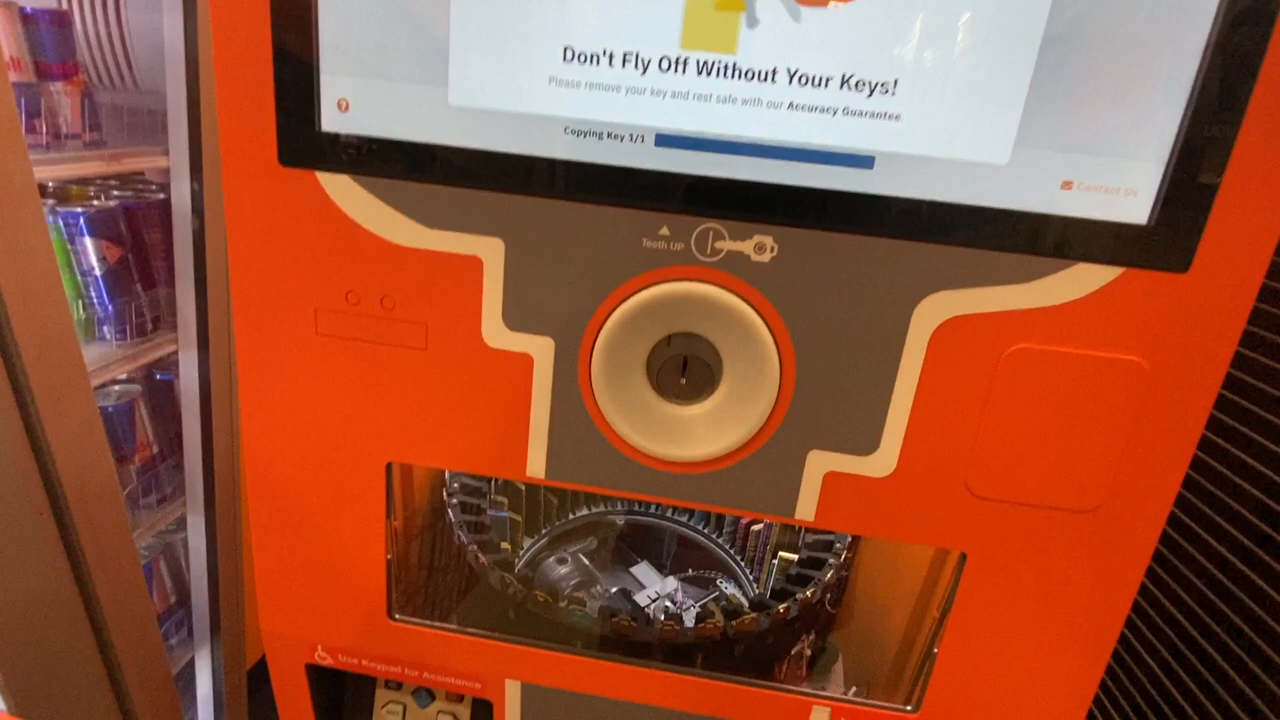 Don't Fly Off Without Your Keys!
Please remove your key and rest safe with our Accuracy Guarantee.
Copying Key 1/1
Contact Us
Teeth UP
Use Keypad for Assistance